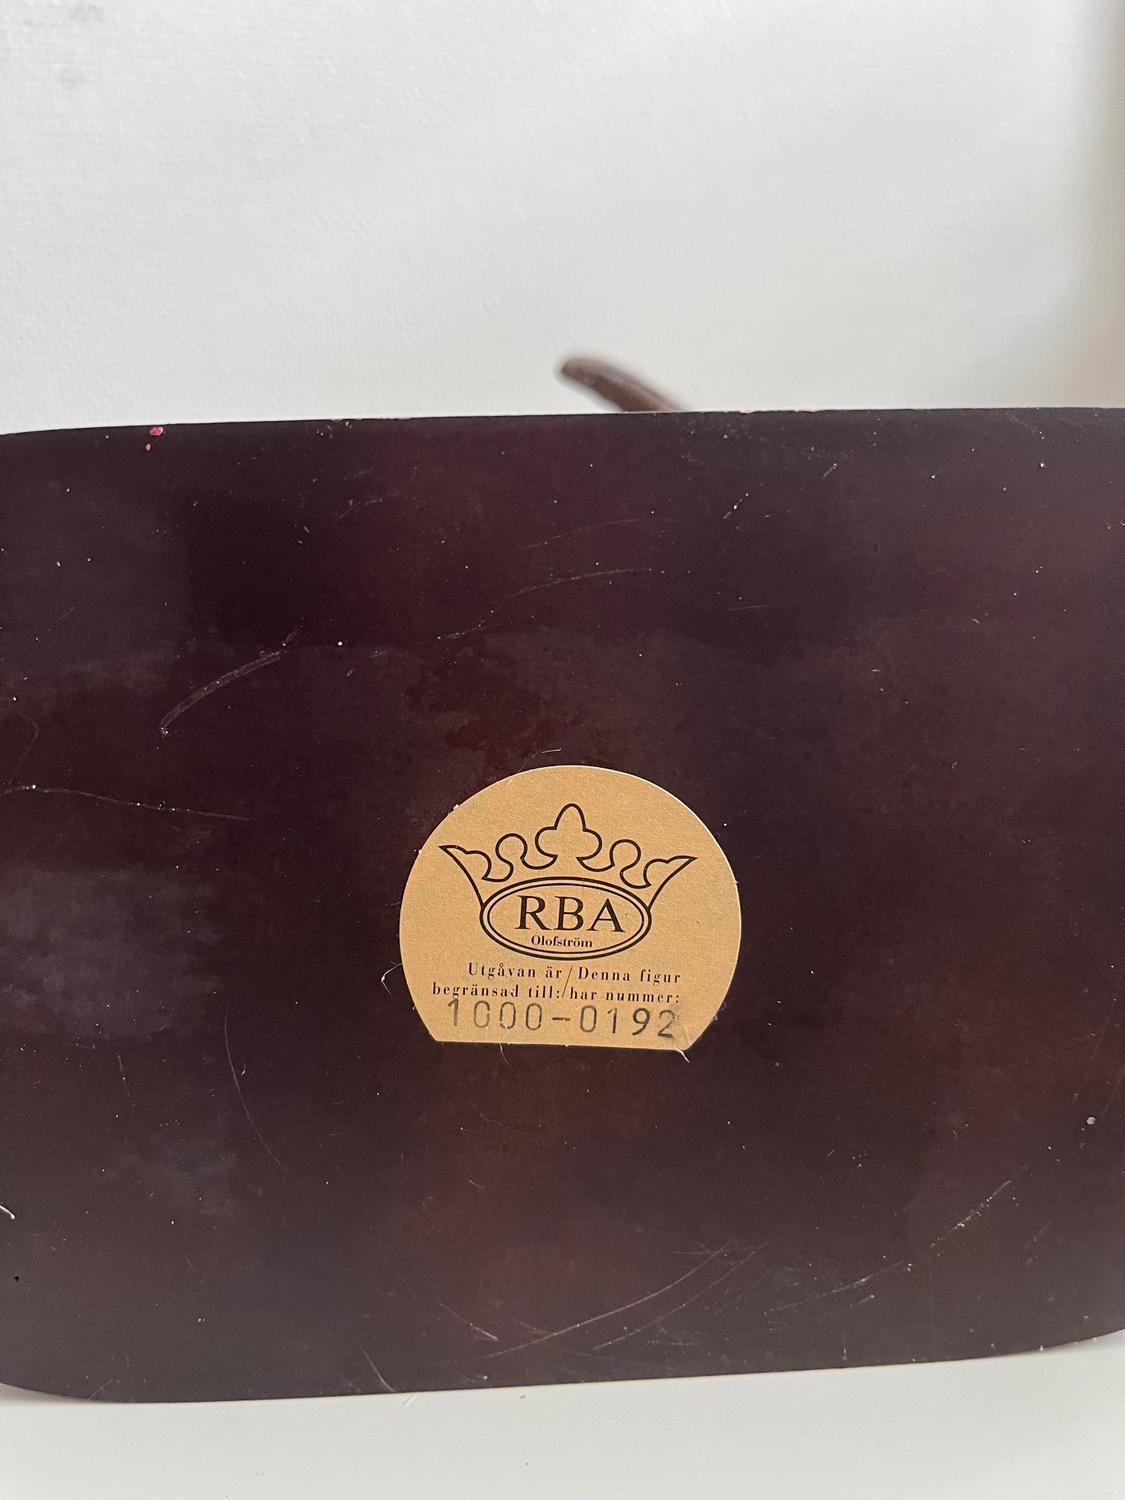 RBA
Olofström
Utgåvan är / Denna figur
begränsad till: / har nummer:
1000-0192